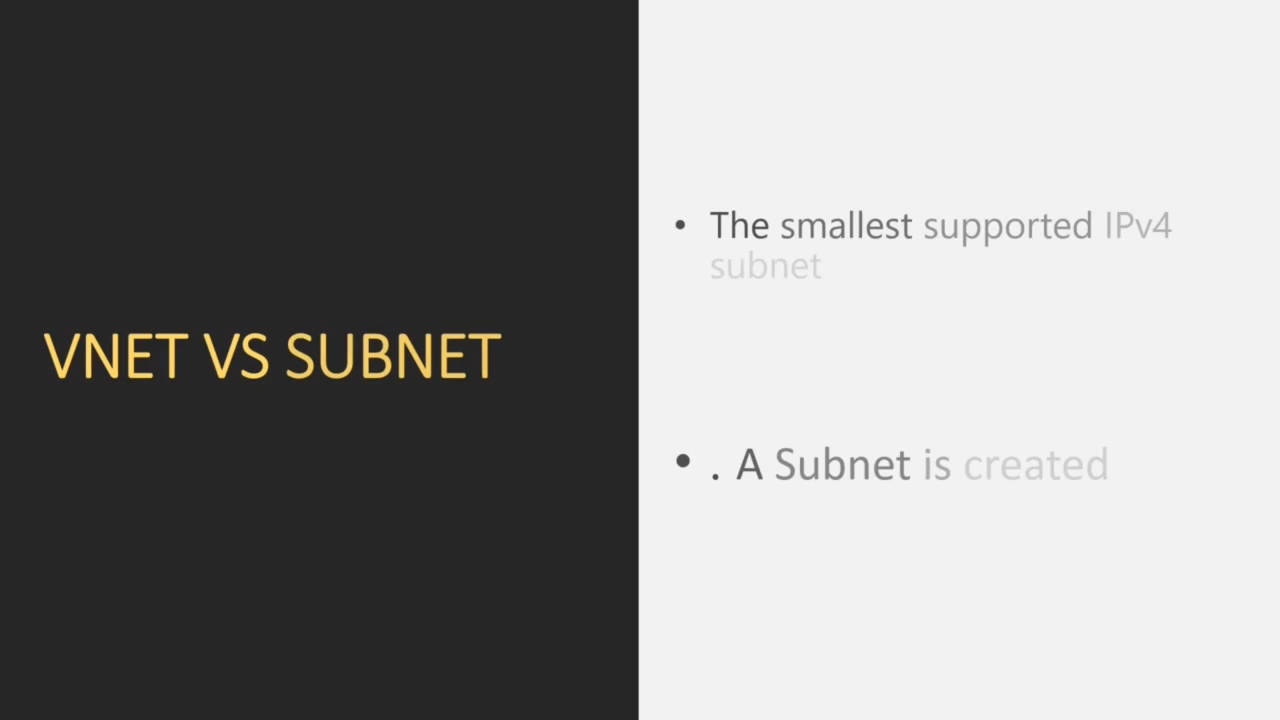 VNET VS SUBNET
• The smallest supported IPv4
subnet
• . A Subnet is created